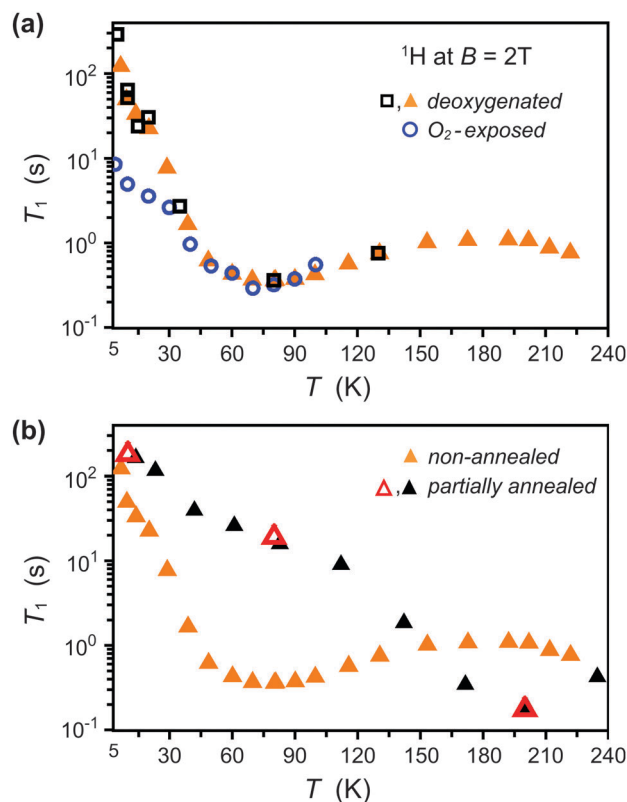 (a)
¹H at B = 2T
, deoxygenated
O₂-exposed
10²
10¹
10⁰
10⁻¹
T₁ (s)
5 30 60 90 120 150 180 210 240
T (K)
(b)
non-annealed
, partially annealed
10²
10¹
10⁰
10⁻¹
T₁ (s)
5 30 60 90 120 150 180 210 240
T (K)